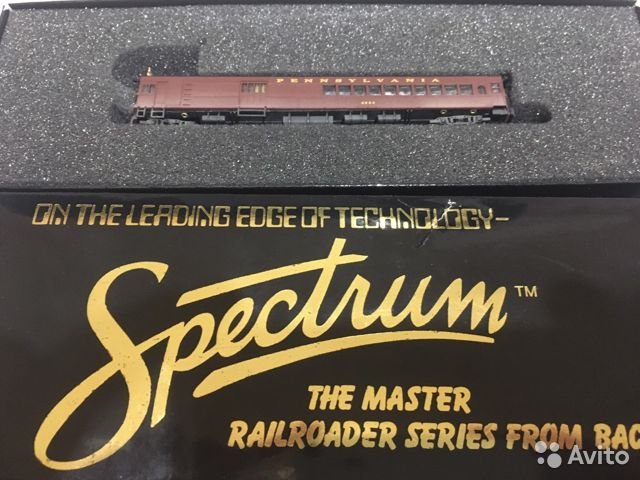 PENNSYLVANIA
ON THE LEADING EDGE OF TECHNOLOGY-
Spectrum™
THE MASTER
RAILROADER SERIES FROM BAC
Avito